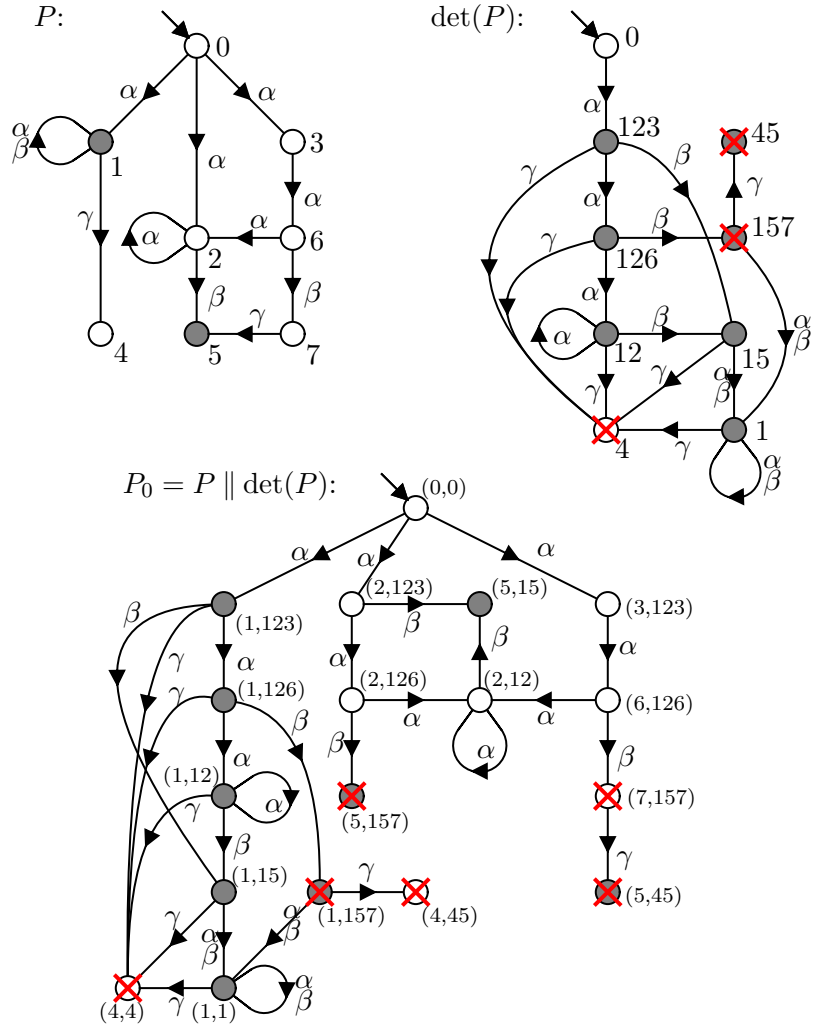 P: det(P):
0 0
α α α α
123 45
α β 1 3 β
γ γ
α α
γ β 157
γ α 2 α 6 126
β β α
α β α β
γ 12 15
4 5 7 γ γ α β
4 γ 1
α β
P₀ = P ∥ det(P): (0,0)
α α α
β (1,123) (2,123) (5,15) (3,123)
γ α β α β α
γ (1,126) (2,126) (2,12) (6,126)
β α α
α β α β
(1,12) γ α (5,157) (7,157)
β γ
(1,15) γ
γ α β α β (1,157) (4,45) (5,45)
α β
(4,4) γ (1,1)